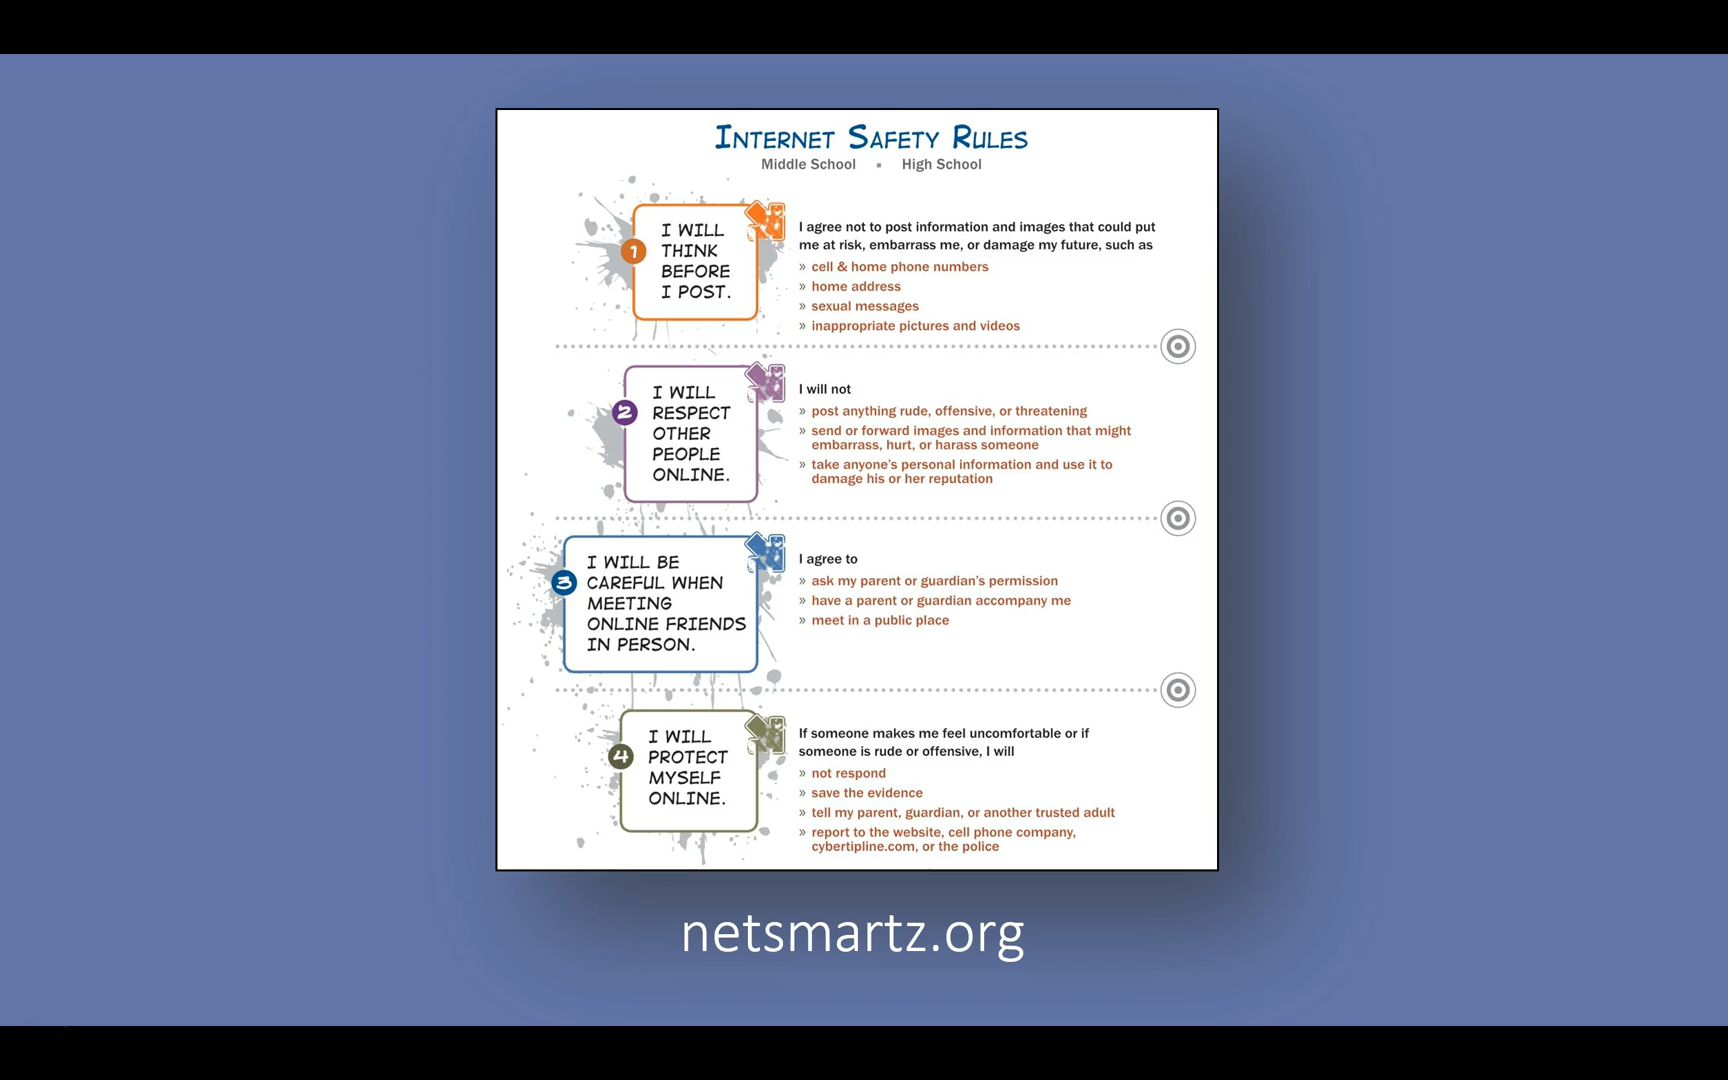 INTERNET SAFETY RULES
Middle School ▪ High School
1
I WILL
THINK
BEFORE
I POST.
I agree not to post information and images that could put
me at risk, embarrass me, or damage my future, such as
» cell & home phone numbers
» home address
» sexual messages
» inappropriate pictures and videos
2
I WILL
RESPECT
OTHER
PEOPLE
ONLINE.
I will not
» post anything rude, offensive, or threatening
» send or forward images and information that might
embarrass, hurt, or harass someone
» take anyone's personal information and use it to
damage his or her reputation
3
I WILL BE
CAREFUL WHEN
MEETING
ONLINE FRIENDS
IN PERSON.
I agree to
» ask my parent or guardian's permission
» have a parent or guardian accompany me
» meet in a public place
4
I WILL
PROTECT
MYSELF
ONLINE.
If someone makes me feel uncomfortable or if
someone is rude or offensive, I will
» not respond
» save the evidence
» tell my parent, guardian, or another trusted adult
» report to the website, cell phone company,
cybertipline.com, or the police
netsmartz.org